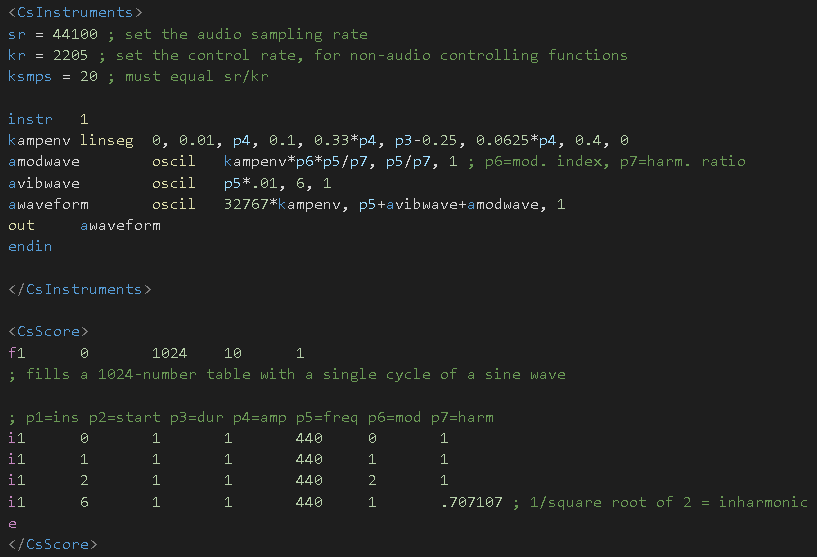 <CsInstruments>
sr = 44100 ; set the audio sampling rate
kr = 2205 ; set the control rate, for non-audio controlling functions
ksmps = 20 ; must equal sr/kr
instr 1
kampenv linseg 0, 0.01, p4, 0.1, 0.33*p4, p3-0.25, 0.0625*p4, 0.4, 0
amodwave oscil kampenv*p6*p5/p7, p5/p7, 1 ; p6=mod. index, p7=harm. ratio
avibwave oscil p5*.01, 6, 1
awaveform oscil 32767*kampenv, p5+avibwave+amodwave, 1
out awaveform
endin
</CsInstruments>
<CsScore>
f1 0 1024 10 1
; fills a 1024-number table with a single cycle of a sine wave
; p1=ins p2=start p3=dur p4=amp p5=freq p6=mod p7=harm
i1 0 1 1 440 0 1
i1 1 1 1 440 1 1
i1 2 1 1 440 2 1
i1 6 1 1 440 1 .707107 ; 1/square root of 2 = inharmonic
e
</CsScore>